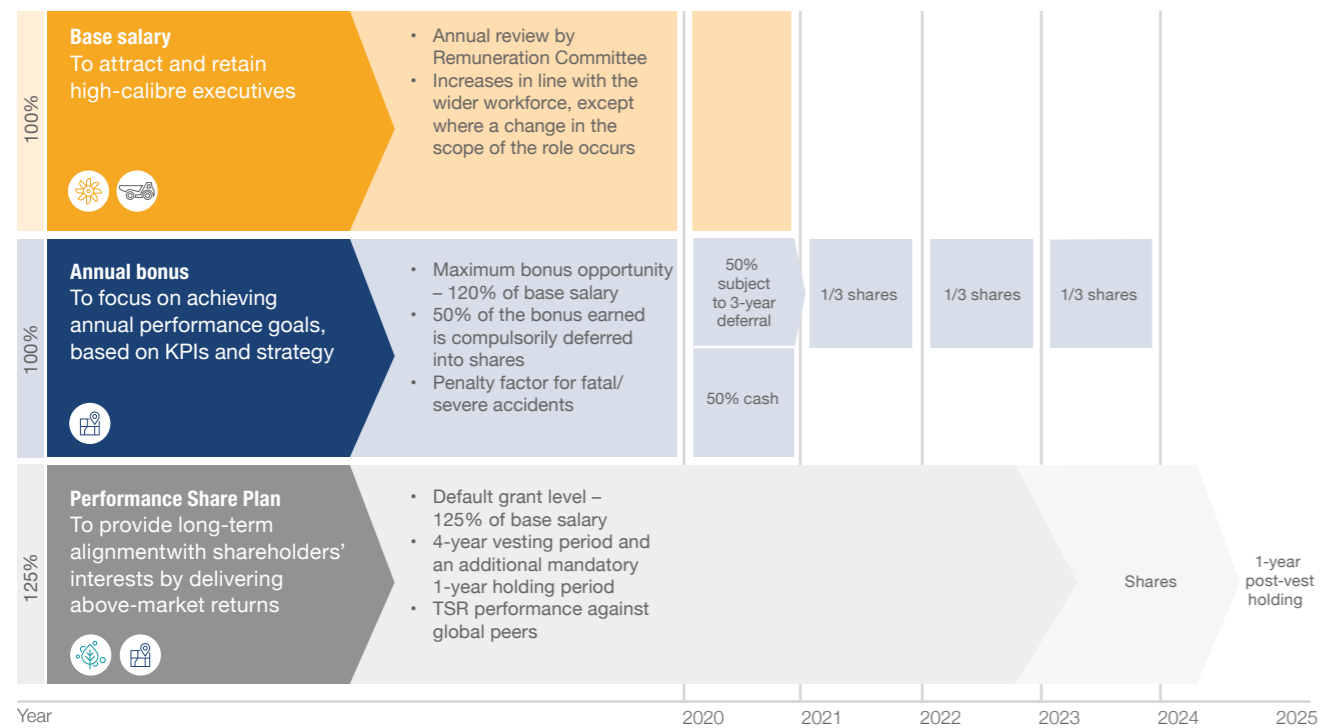 100%
Base salary
To attract and retain
high-calibre executives
• Annual review by
Remuneration Committee
• Increases in line with the
wider workforce, except
where a change in the
scope of the role occurs
100%
Annual bonus
To focus on achieving
annual performance goals,
based on KPIs and strategy
• Maximum bonus opportunity
– 120% of base salary
• 50% of the bonus earned
is compulsorily deferred
into shares
• Penalty factor for fatal/
severe accidents
50%
subject
to 3-year
deferral
1/3 shares
1/3 shares
1/3 shares
50% cash
125%
Performance Share Plan
To provide long-term
alignmentwith shareholders’
interests by delivering
above-market returns
• Default grant level –
125% of base salary
• 4-year vesting period and
an additional mandatory
1-year holding period
• TSR performance against
global peers
Shares
1-year
post-vest
holding
Year
2020
2021
2022
2023
2024
2025